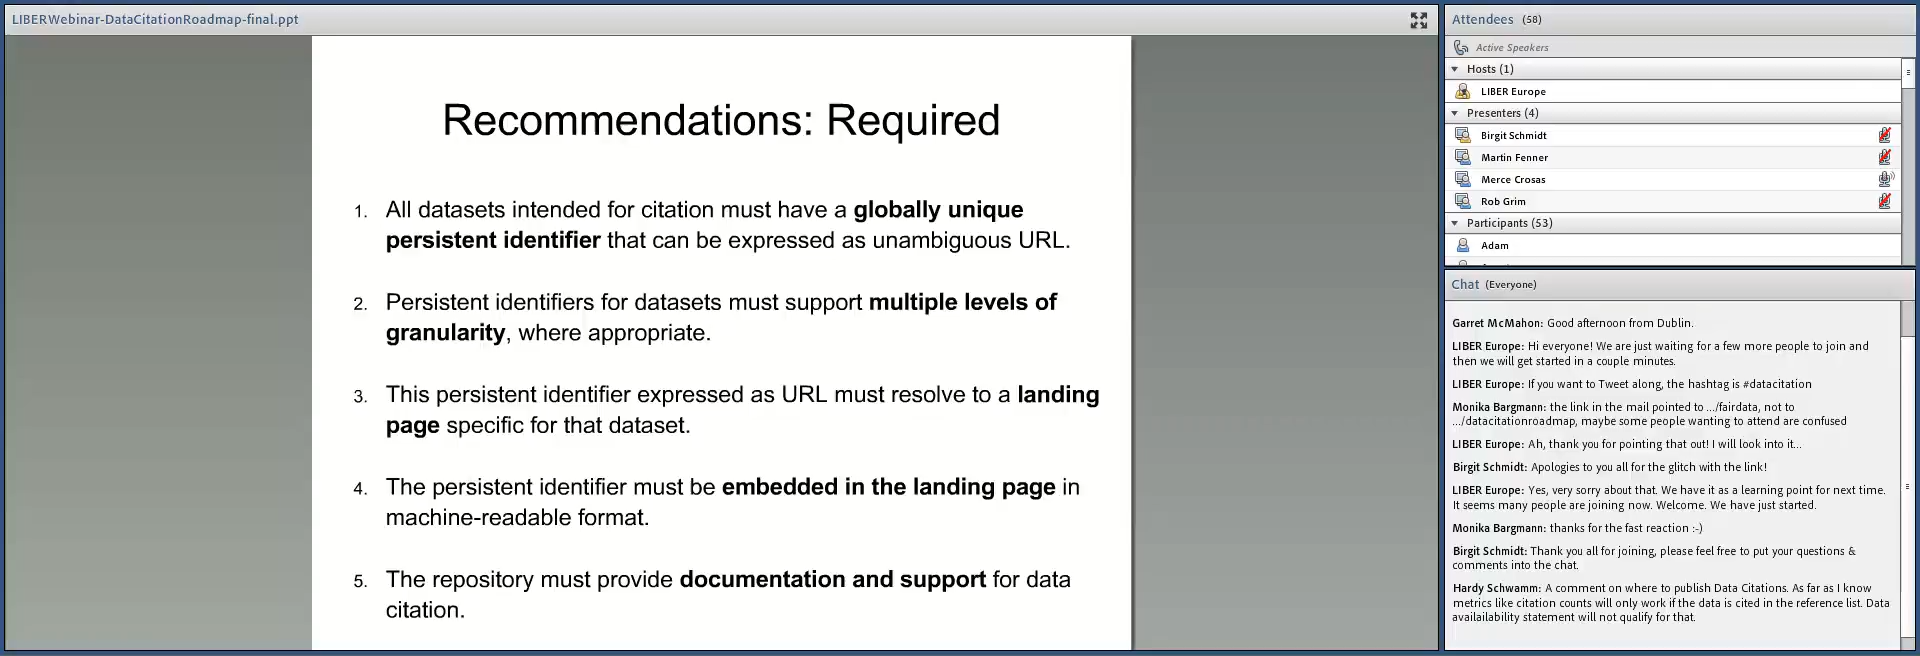 LIBERWebinar-DataCitationRoadmap-final.ppt
Recommendations: Required
1. All datasets intended for citation must have a globally unique
persistent identifier that can be expressed as unambiguous URL.
2. Persistent identifiers for datasets must support multiple levels of
granularity, where appropriate.
3. This persistent identifier expressed as URL must resolve to a landing
page specific for that dataset.
4. The persistent identifier must be embedded in the landing page in
machine-readable format.
5. The repository must provide documentation and support for data
citation.
Attendees (58)
Active Speakers
Hosts (1)
LIBER Europe
Presenters (4)
Birgit Schmidt
Martin Fenner
Merce Crosas
Rob Grim
Participants (53)
Adam
Chat (Everyone)
Garret McMahon: Good afternoon from Dublin.
LIBER Europe: Hi everyone! We are just waiting for a few more people to join and
then we will get started in a couple minutes.
LIBER Europe: If you want to Tweet along, the hashtag is #datacitation
Monika Bargmann: the link in the mail pointed to .../fairdata, not to
.../datacitationroadmap, maybe some people wanting to attend are confused
LIBER Europe: Ah, thank you for pointing that out! I will look into it...
Birgit Schmidt: Apologies to you all for the glitch with the link!
LIBER Europe: Yes, very sorry about that. We have it as a learning point for next time.
It seems many people are joining now. Welcome. We have just started.
Monika Bargmann: thanks for the fast reaction :-)
Birgit Schmidt: Thank you all for joining, please feel free to put your questions &
comments into the chat.
Hardy Schwamm: A comment on where to publish Data Citations. As far as I know
metrics like citation counts will only work if the data is cited in the reference list. Data
availailability statement will not qualify for that.